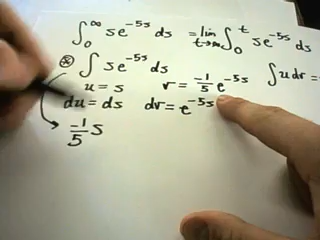 ∫₀^∞ se^{-5s} ds = lim_{t→∞} ∫₀^t se^{-5s} ds
⊛ ∫ se^{-5s} ds
u = s v = -1/5 e^{-5s} ∫u dv =
du = ds dv = e^{-5s}
-1/5 s